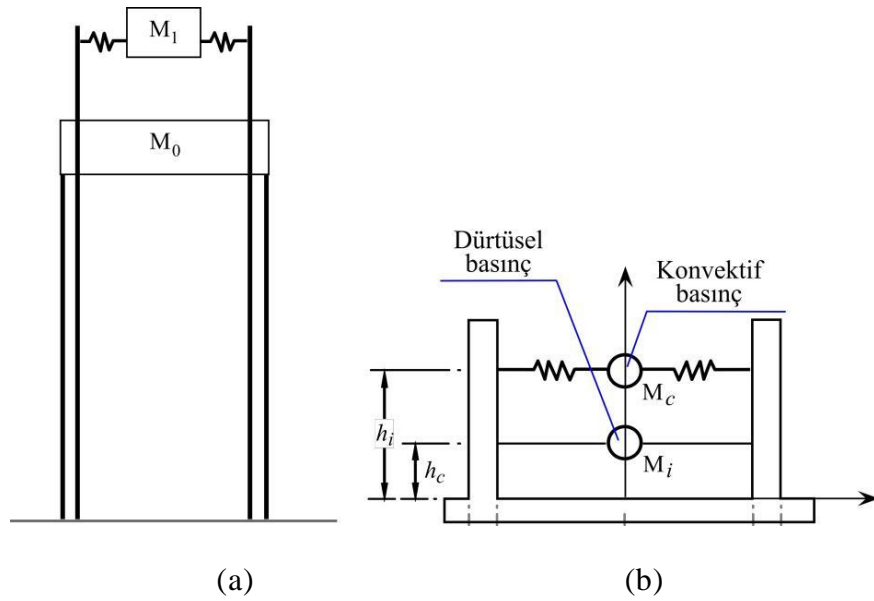 M1
M0
Dürtüsel
basınç
Konvektif
basınç
Mc
hi
hc
Mi
(a)
(b)